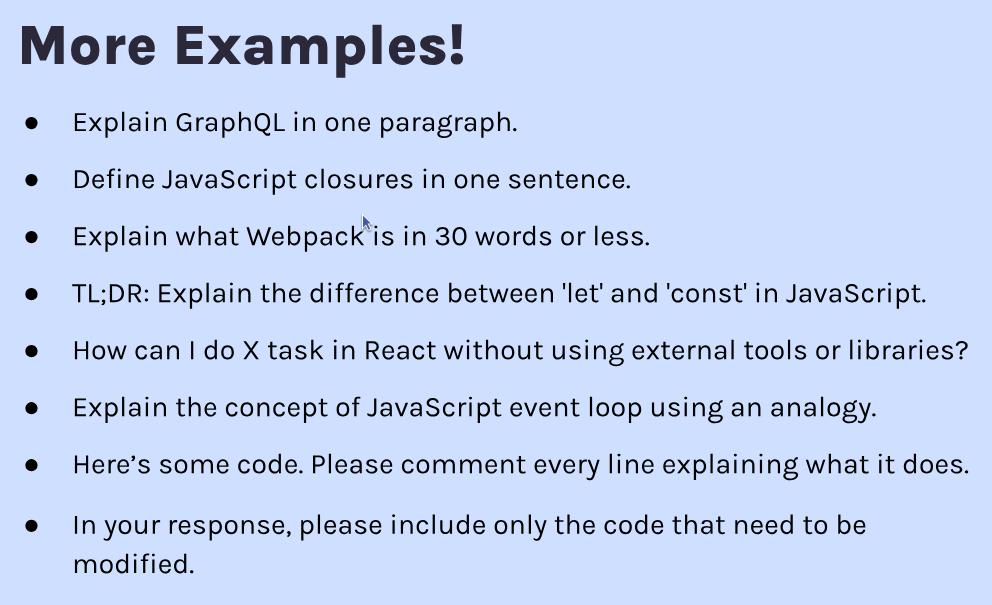 More Examples!
● Explain GraphQL in one paragraph.
● Define JavaScript closures in one sentence.
● Explain what Webpack is in 30 words or less.
● TL;DR: Explain the difference between 'let' and 'const' in JavaScript.
● How can I do X task in React without using external tools or libraries?
● Explain the concept of JavaScript event loop using an analogy.
● Here’s some code. Please comment every line explaining what it does.
● In your response, please include only the code that need to be
modified.